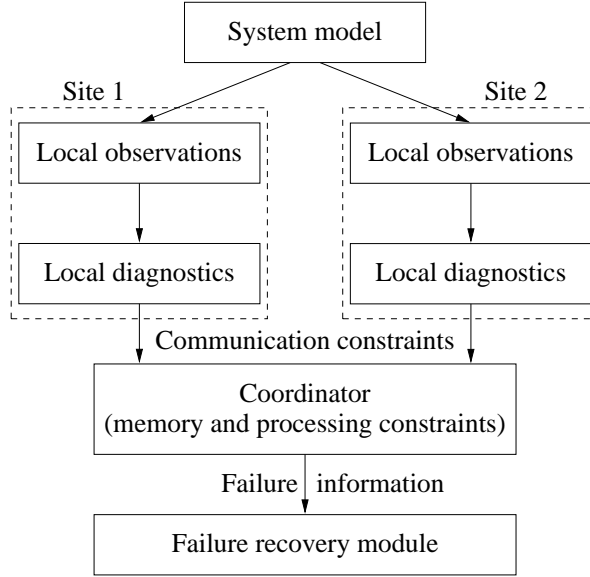 System model
Site 1
Site 2
Local observations
Local observations
Local diagnostics
Local diagnostics
Communication constraints
Coordinator
(memory and processing constraints)
Failure information
Failure recovery module